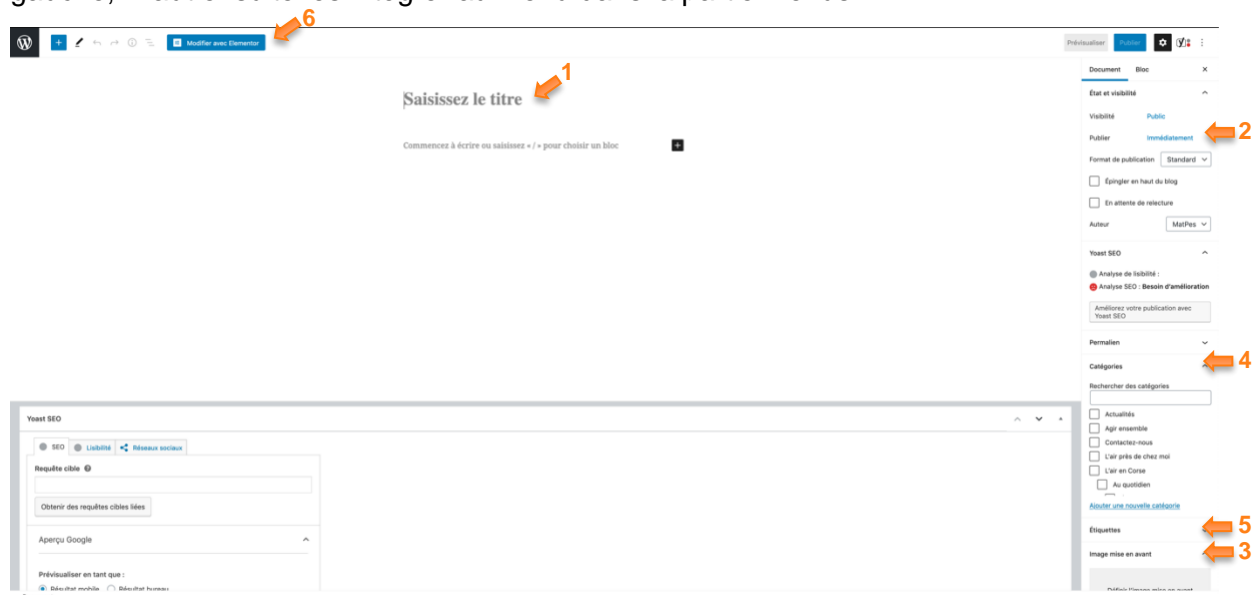 6
Modifier avec Elementor
Prévisualiser
Publier
1
Saisissez le titre
Commencez à écrire ou saisissez « / » pour choisir un bloc
Document Bloc
État et visibilité
Visibilité Public
Publier Immédiatement
2
Format de publication Standard
Épingler en haut du blog
En attente de relecture
Auteur MatPes
Yoast SEO
Analyse de lisibilité :
Analyse SEO : Besoin d'amélioration
Améliorez votre publication avec
Yoast SEO
Permalien
Catégories
4
Rechercher des catégories
Actualités
Agir ensemble
Contactez-nous
L'air près de chez moi
L'air en Corse
Au quotidien
Ajouter une nouvelle catégorie
Étiquettes
5
Image mise en avant
3
Définir l'image mise en avant
Yoast SEO
SEO Lisibilité Réseaux sociaux
Requête cible
Obtenir des requêtes cibles liées
Aperçu Google
Prévisualiser en tant que :
Résultat mobile Résultat bureau